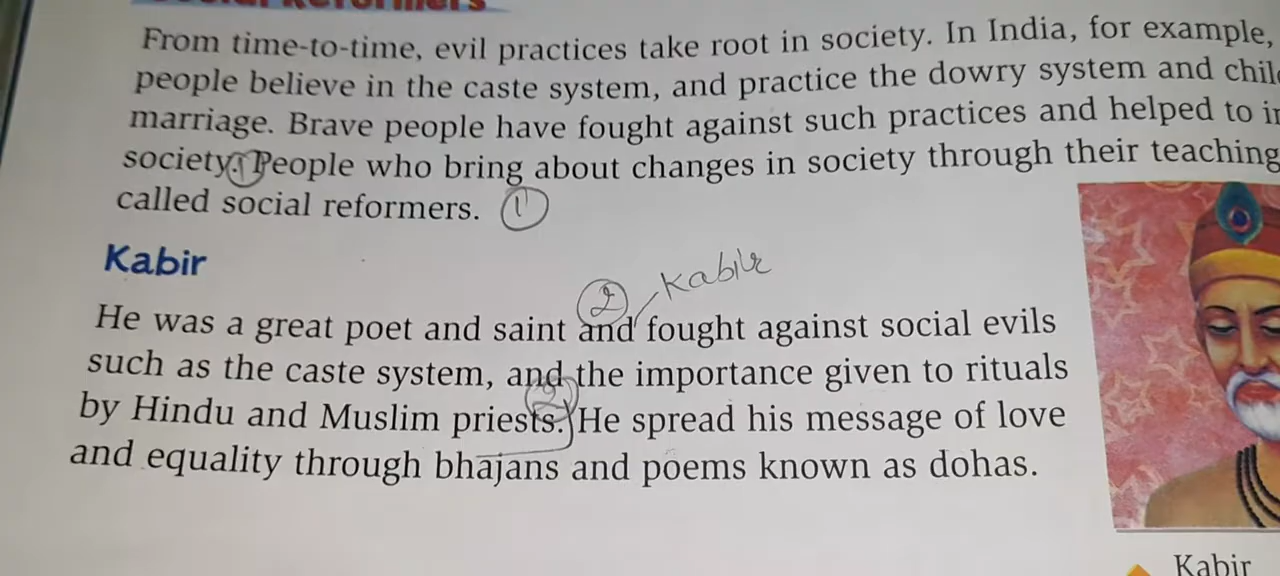 Social Reformers
From time-to-time, evil practices take root in society. In India, for example,
people believe in the caste system, and practice the dowry system and
marriage. Brave people have fought against such practices and helped to
society. People who bring about changes in society through their teaching
called social reformers. 1
Kabir
2 Kabir
He was a great poet and saint and fought against social evils
such as the caste system, and the importance given to rituals
by Hindu and Muslim priests. He spread his message of love
and equality through bhajans and poems known as dohas.
Kabir